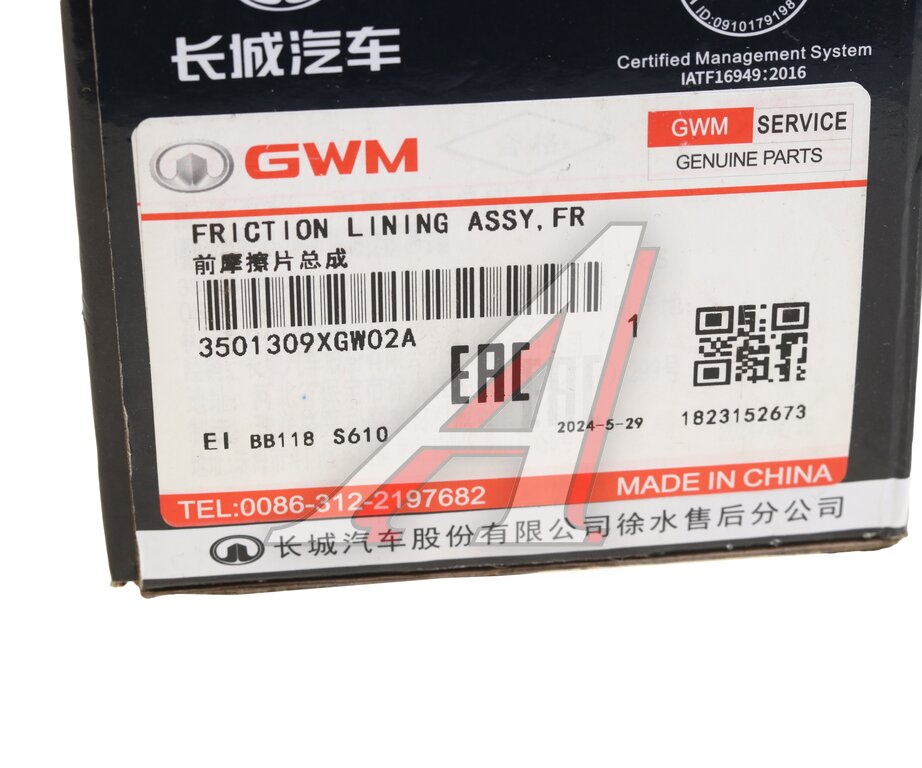 ID:0910179198
长城汽车
Certified Management System
IATF16949:2016
GWM
GWM SERVICE
GENUINE PARTS
FRICTION LINING ASSY,FR
前摩擦片总成
3501309XGW02A
1
EAC
EI BB118 S610
2024-5-29
1823152673
TEL:0086-312-2197682
MADE IN CHINA
长城汽车股份有限公司徐水售后分公司